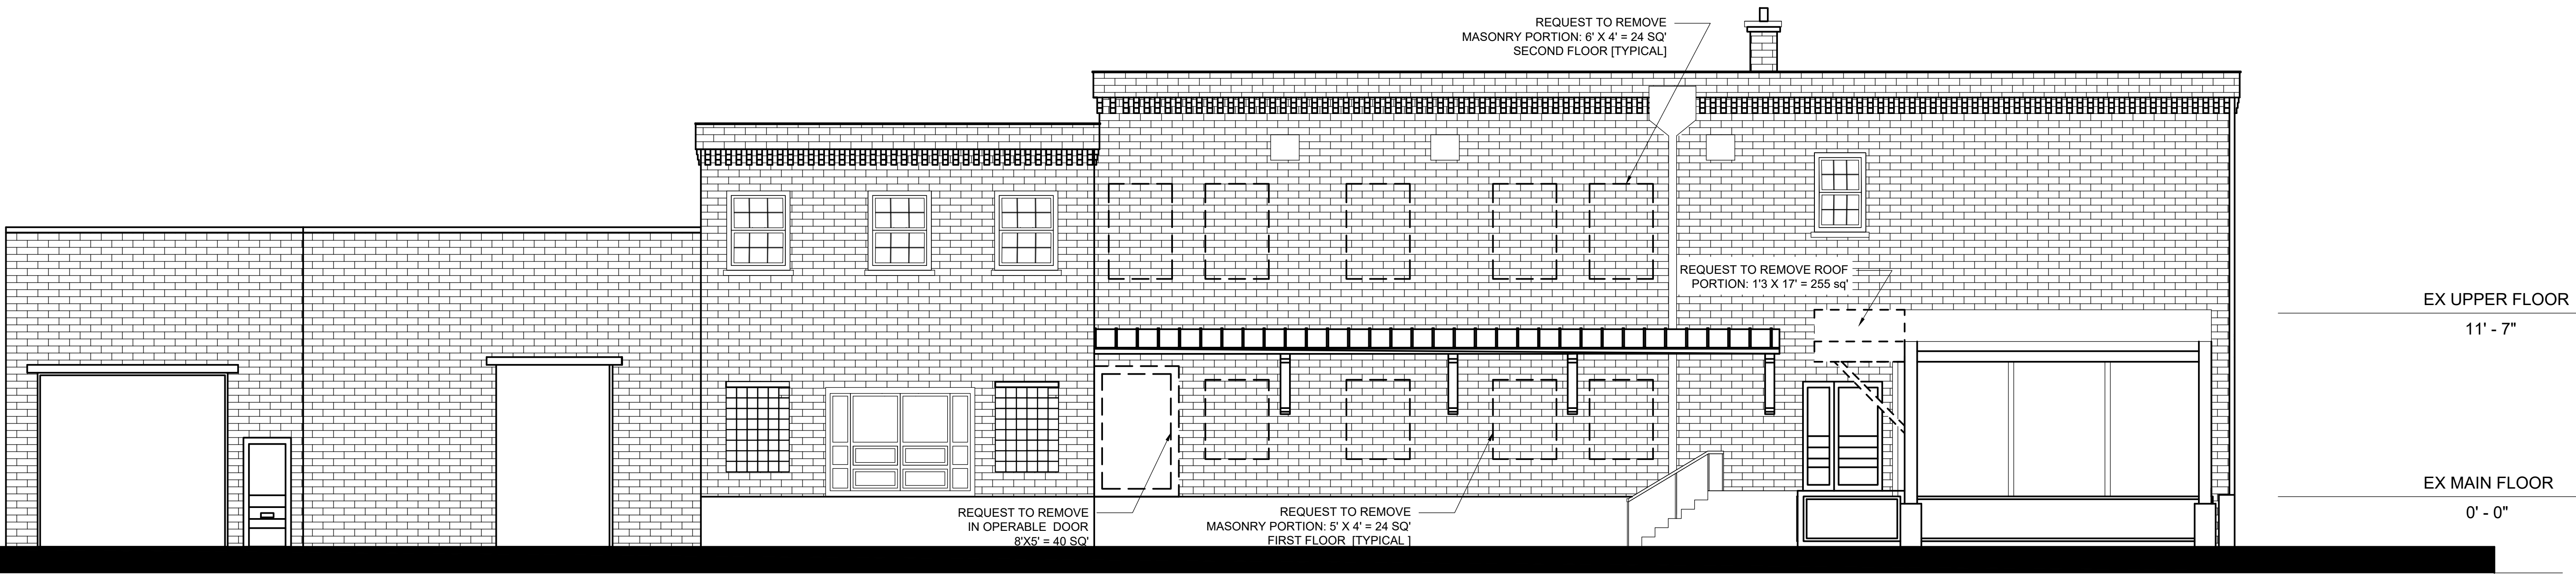 REQUEST TO REMOVE
MASONRY PORTION: 6' X 4' = 24 SQ'
SECOND FLOOR [TYPICAL]
REQUEST TO REMOVE ROOF
PORTION: 1'3 X 17' = 255 sq'
EX UPPER FLOOR
11' - 7"
EX MAIN FLOOR
0' - 0"
REQUEST TO REMOVE
IN OPERABLE DOOR
8'X5' = 40 SQ'
REQUEST TO REMOVE
MASONRY PORTION: 5' X 4' = 24 SQ'
FIRST FLOOR [TYPICAL ]